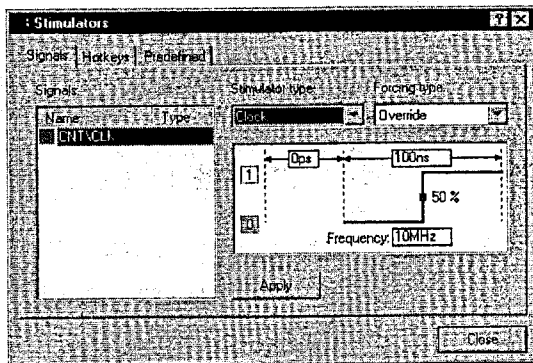 Stimulators
Signals Hotkeys Predefined
Signals:
Name Type
CNT\CLK
Stimulator type:
Clock
Forcing type:
Override
0ps 100ns
1
50 %
0
Frequency: 10MHz
Apply
Close